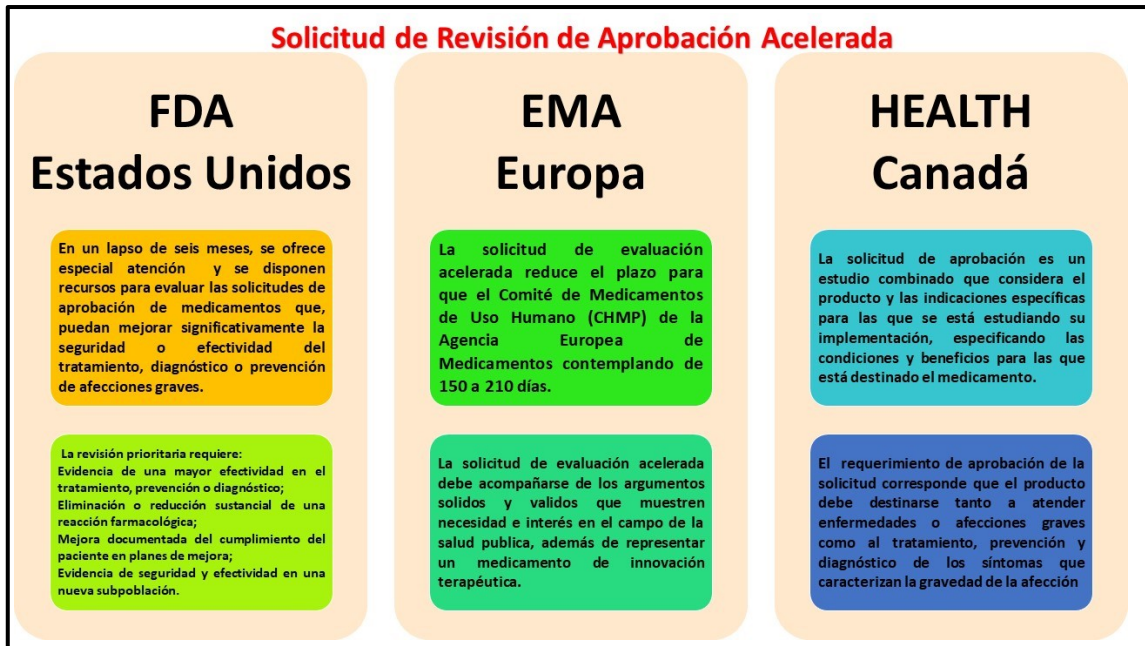 Solicitud de Revisión de Aprobación Acelerada
FDA
Estados Unidos
En un lapso de seis meses, se ofrece
especial atención y se disponen
recursos para evaluar las solicitudes
de aprobación de medicamentos que,
puedan mejorar significativamente la
seguridad o efectividad del
tratamiento, diagnóstico o prevención
de afecciones graves.
La revisión prioritaria requiere:
Evidencia de una mayor efectividad en el
tratamiento, prevención o diagnóstico;
Eliminación o reducción sustancial de una
reacción farmacológica;
Mejora documentada del cumplimiento del
paciente en planes de mejora;
Evidencia de seguridad y efectividad en una
nueva subpoblación.
EMA
Europa
La solicitud de evaluación
acelerada reduce el plazo para
que el Comité de Medicamentos
de Uso Humano (CHMP) de la
Agencia Europea de
Medicamentos contemplando de
150 a 210 días.
La solicitud de evaluación acelerada
debe acompañarse de los argumentos
solidos y validos que muestren
necesidad e interés en el campo de la
salud publica, además de representar
un medicamento de innovación
terapéutica.
HEALTH
Canadá
La solicitud de aprobación es un
estudio combinado que considera el
producto y las indicaciones específicas
para las que se está estudiando su
implementación, especificando las
condiciones y beneficios para las que
está destinado el medicamento.
El requerimiento de aprobación de la
solicitud corresponde que el producto
debe destinarse tanto a atender
enfermedades o afecciones graves
como al tratamiento, prevención y
diagnóstico de los síntomas que
caracterizan la gravedad de la afección